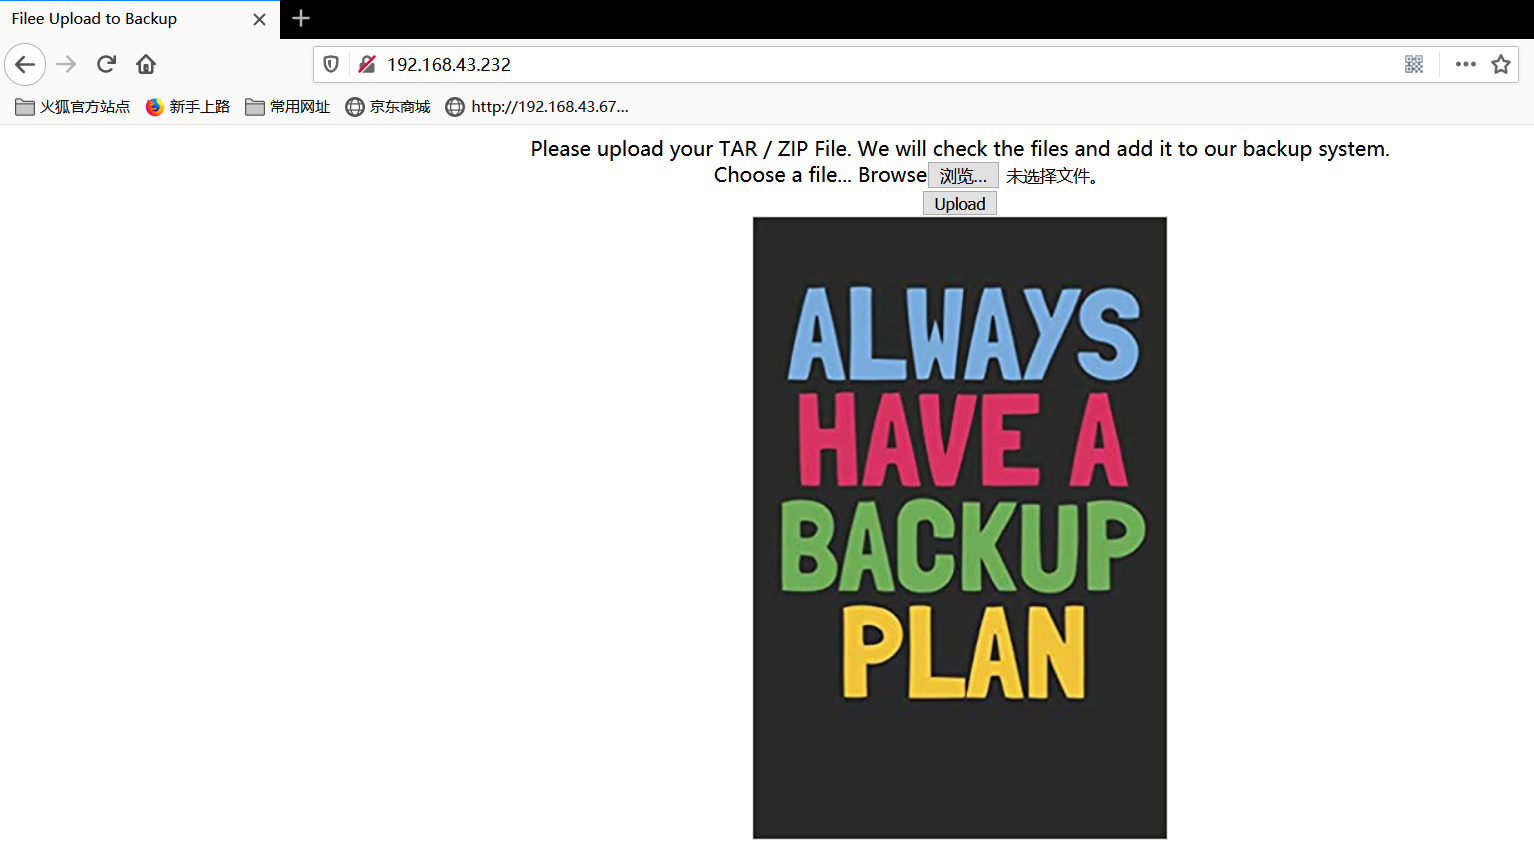 Filee Upload to Backup
192.168.43.232
火狐官方站点 新手上路 常用网址 京东商城 http://192.168.43.67...
Please upload your TAR / ZIP File. We will check the files and add it to our backup system.
Choose a file... Browse 浏览... 未选择文件。
Upload
ALWAYS
HAVE A
BACKUP
PLAN